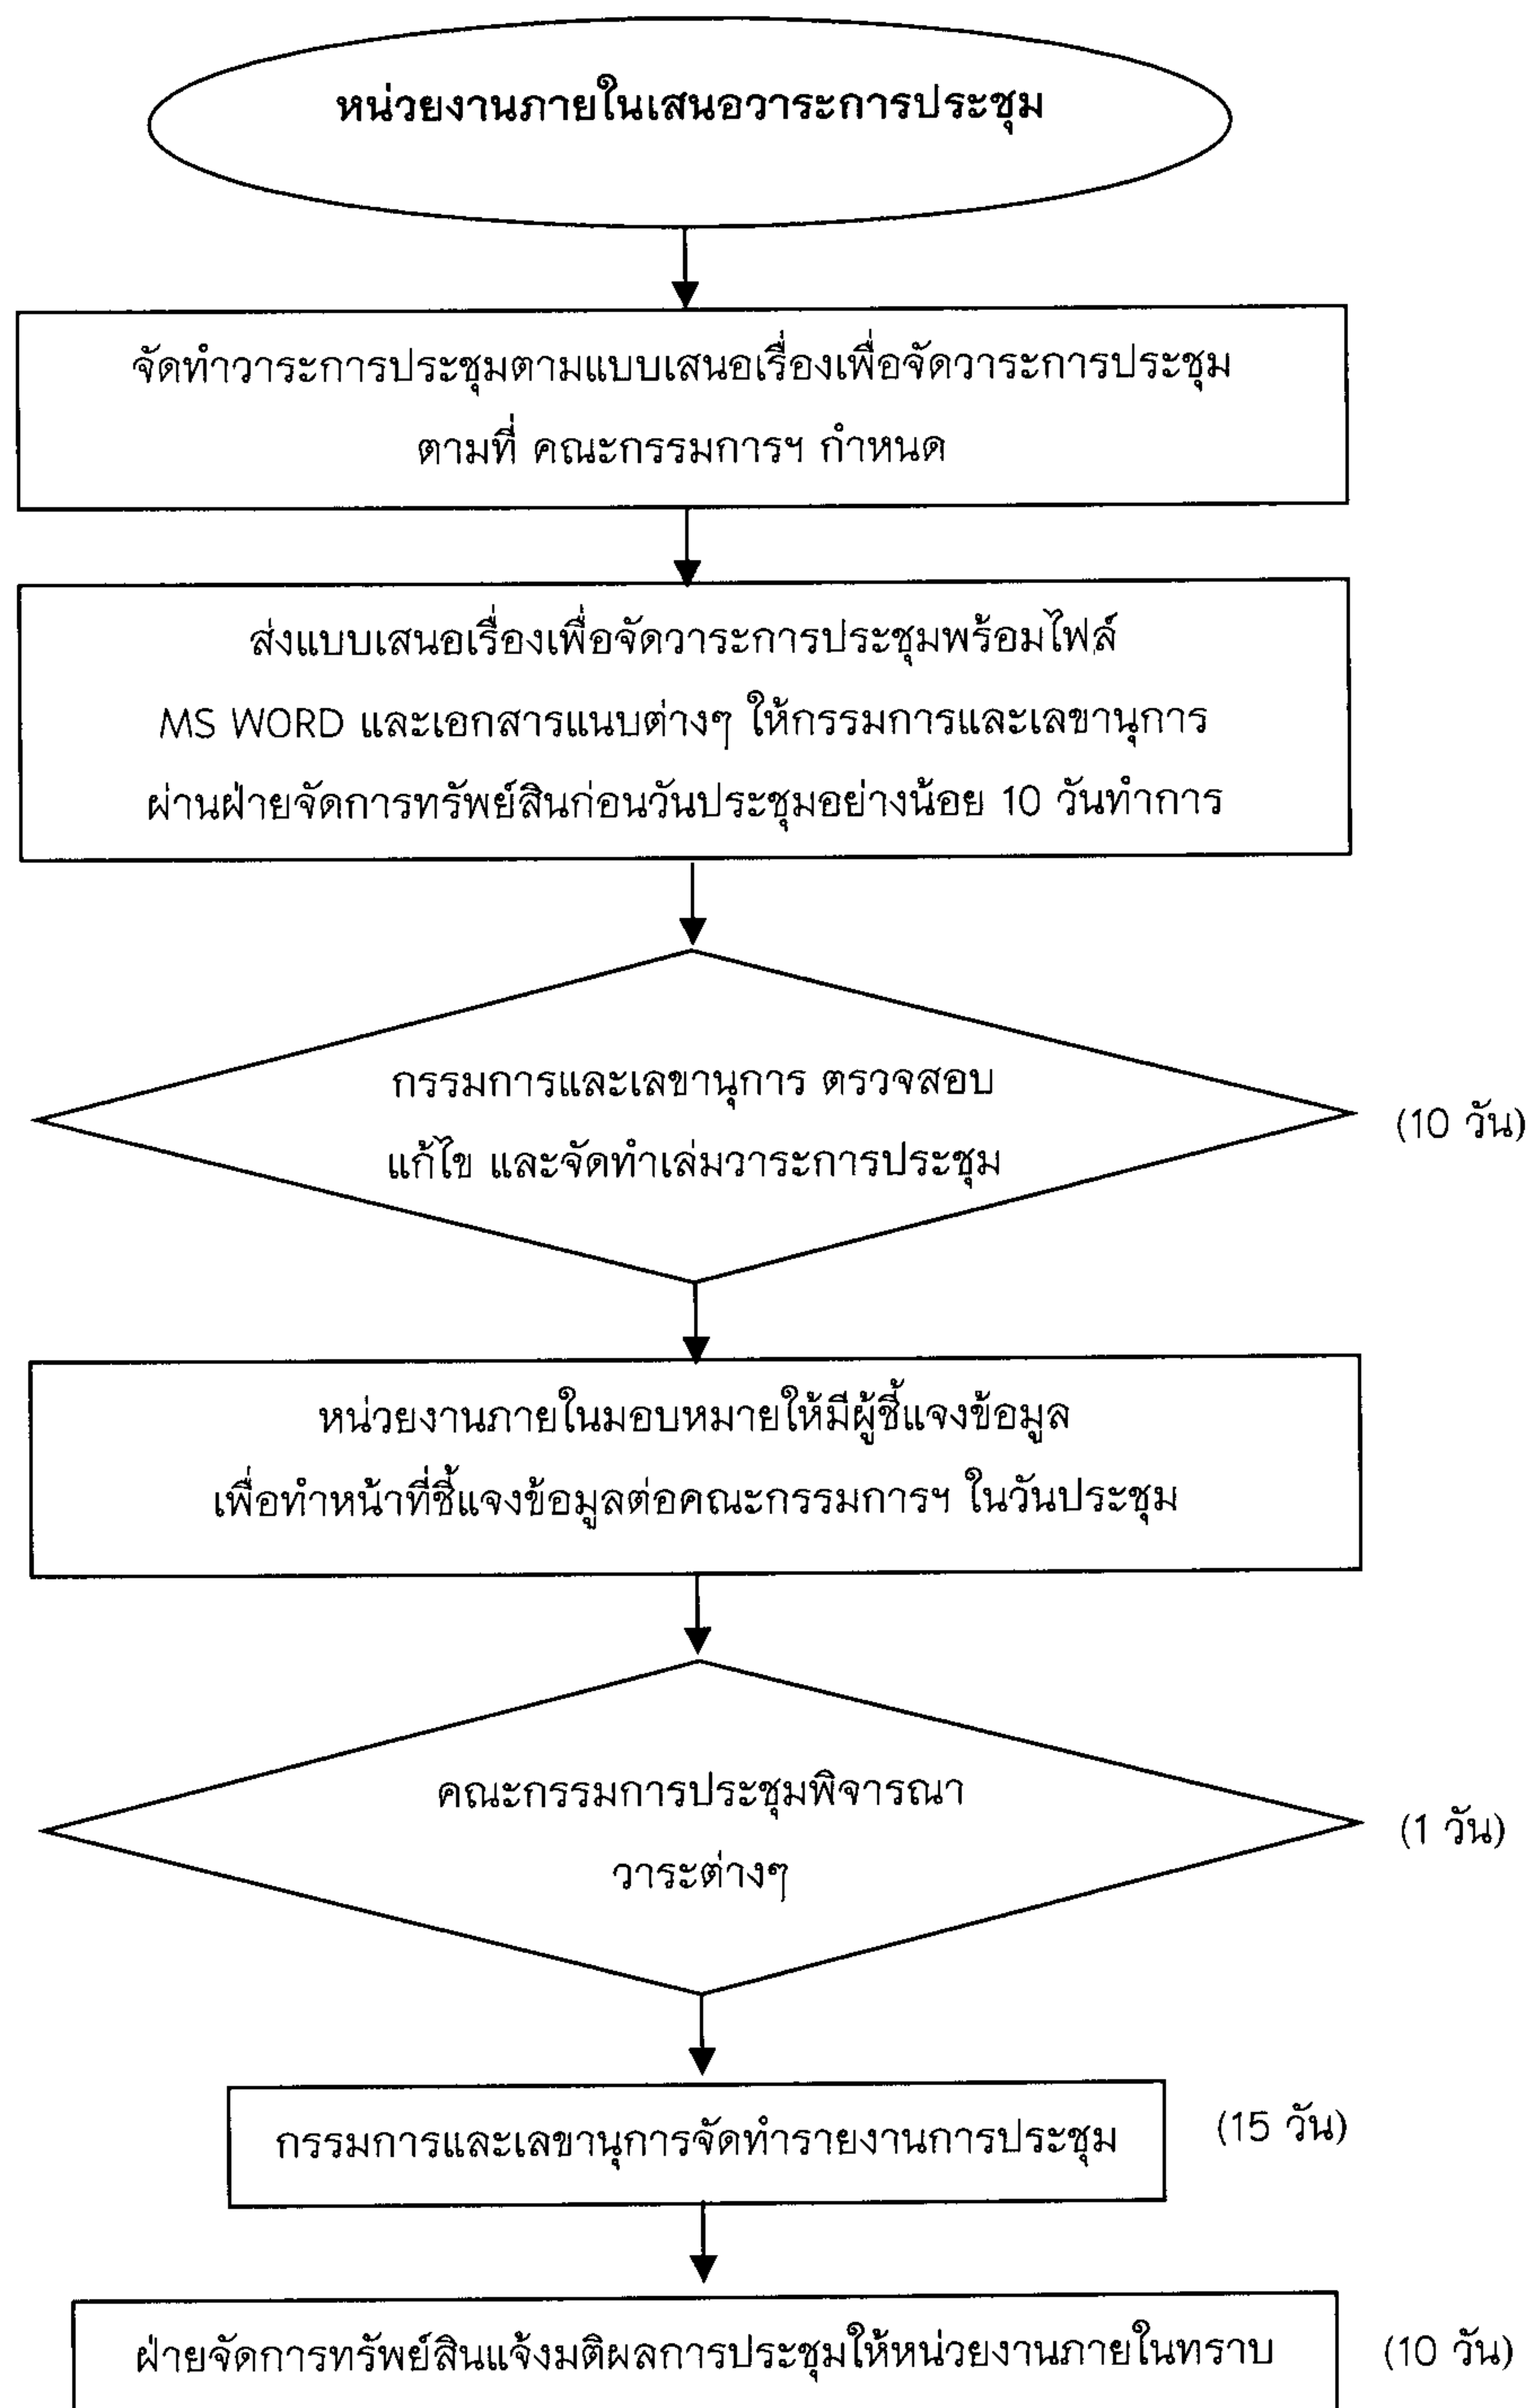 หน่วยงานภายในเสนอวาระการประชุม
จัดทำวาระการประชุมตามแบบเสนอเรื่องเพื่อจัดวาระการประชุม
ตามที่ คณะกรรมการฯ กำหนด
ส่งแบบเสนอเรื่องเพื่อจัดวาระการประชุมพร้อมไฟล์
MS WORD และเอกสารแนบต่างๆ ให้กรรมการและเลขานุการ
ผ่านฝ่ายจัดการทรัพย์สินก่อนวันประชุมอย่างน้อย 10 วันทำการ
กรรมการและเลขานุการ ตรวจสอบ
แก้ไข และจัดทำเล่มวาระการประชุม
(10 วัน)
หน่วยงานภายในมอบหมายให้มีผู้ชี้แจงข้อมูล
เพื่อทำหน้าที่ชี้แจงข้อมูลต่อคณะกรรมการฯ ในวันประชุม
คณะกรรมการประชุมพิจารณา
วาระต่างๆ
(1 วัน)
กรรมการและเลขานุการจัดทำรายงานการประชุม
(15 วัน)
ฝ่ายจัดการทรัพย์สินแจ้งมติผลการประชุมให้หน่วยงานภายในทราบ
(10 วัน)